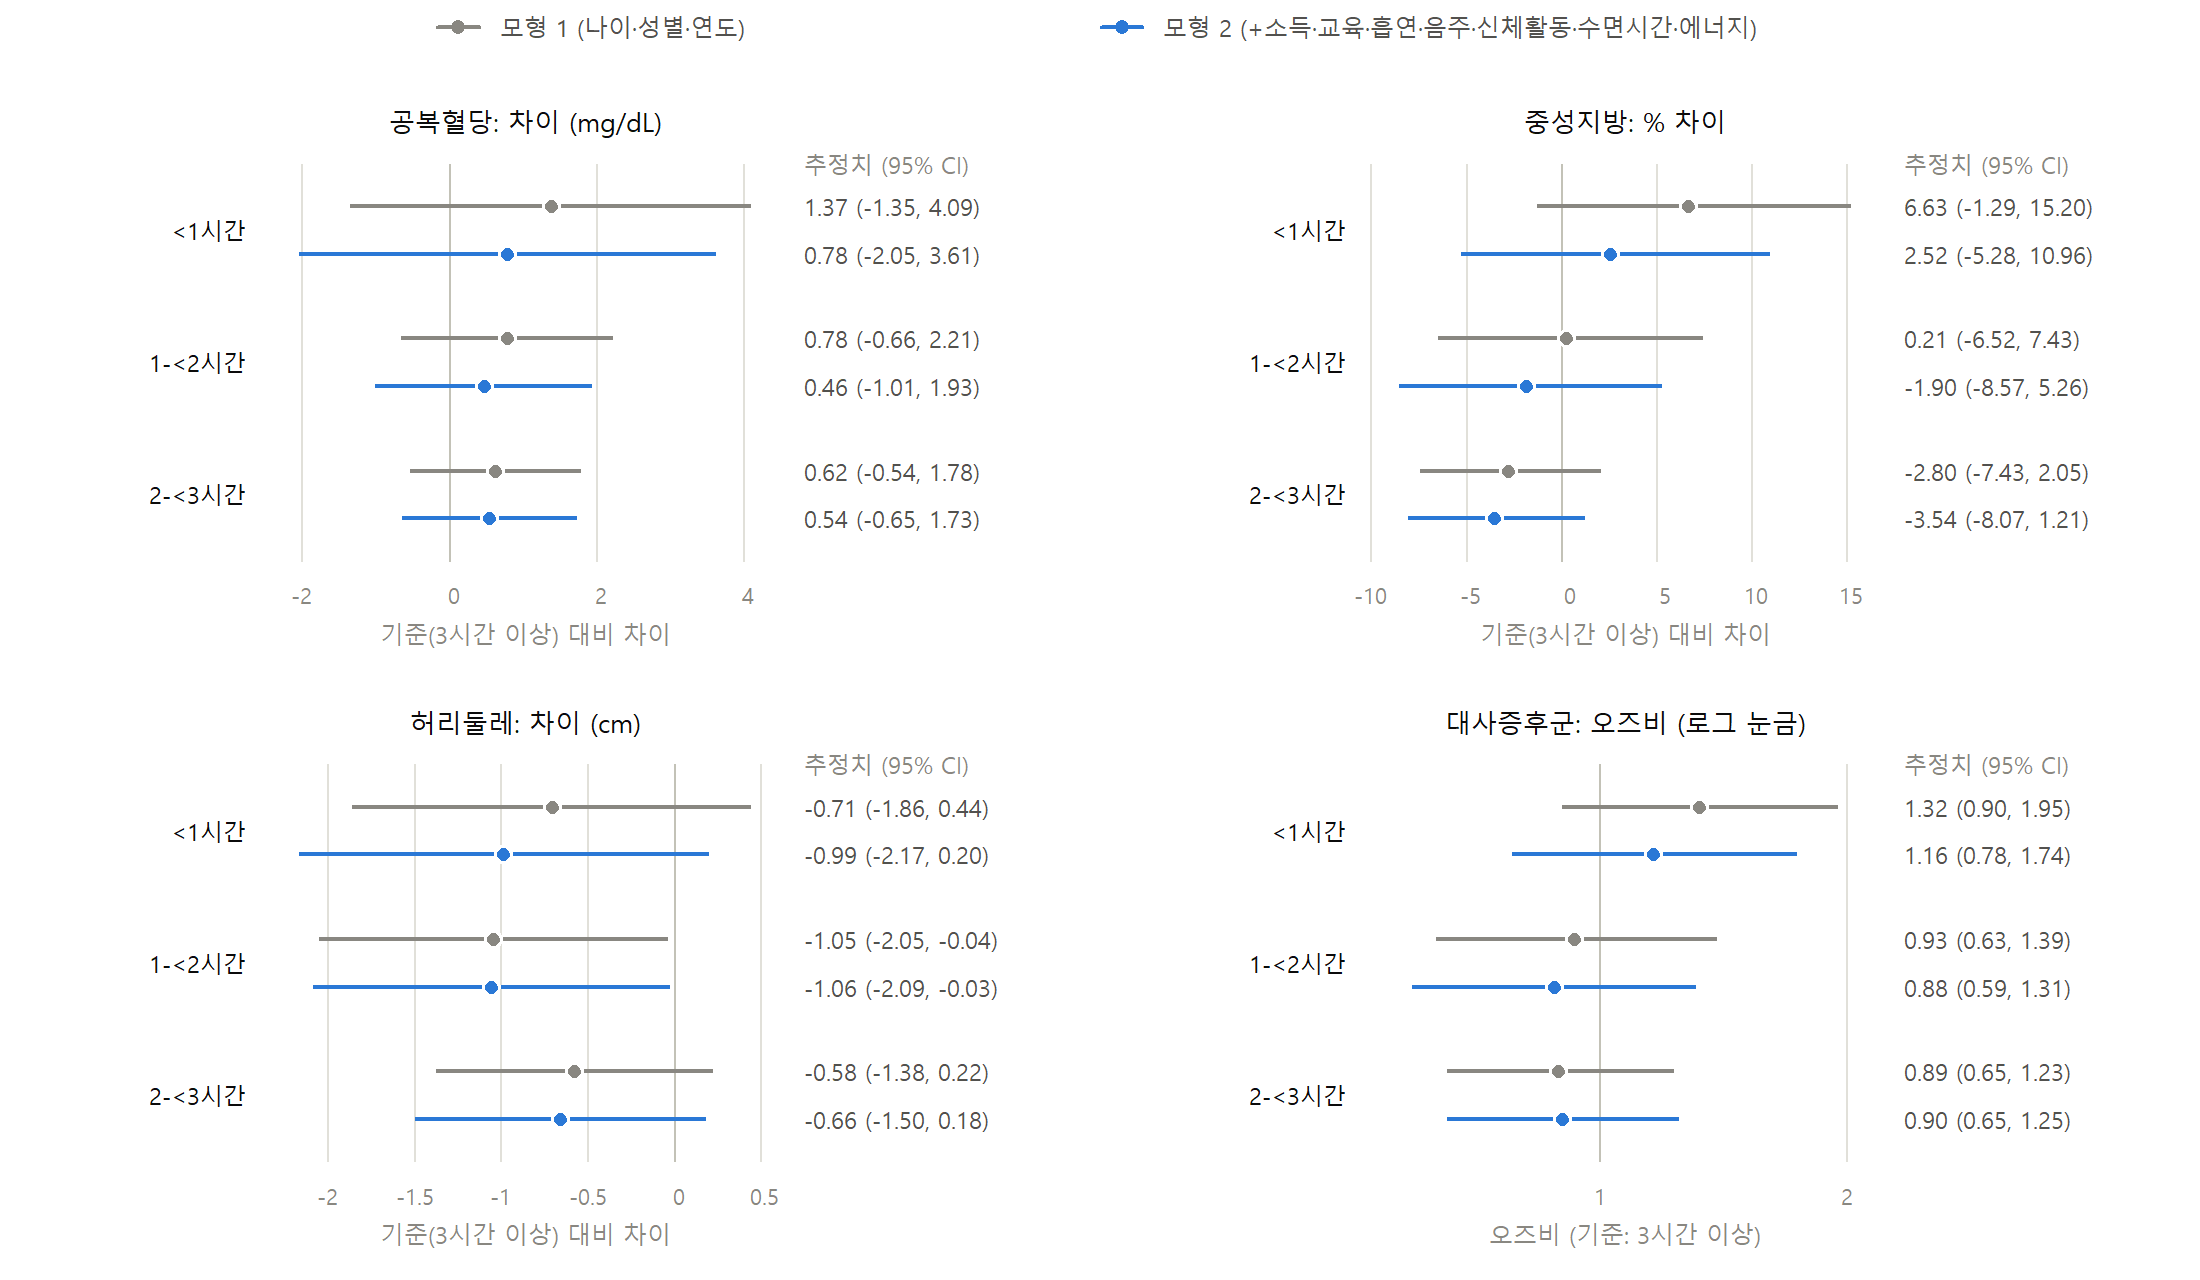 모형 1 (나이·성별·연도)
모형 2 (+소득·교육·흡연·음주·신체활동·수면시간·에너지)
공복혈당: 차이 (mg/dL)
추정치 (95% CI)
<1시간
1.37 (-1.35, 4.09)
0.78 (-2.05, 3.61)
1-<2시간
0.78 (-0.66, 2.21)
0.46 (-1.01, 1.93)
2-<3시간
0.62 (-0.54, 1.78)
0.54 (-0.65, 1.73)
-2 0 2 4
기준(3시간 이상) 대비 차이
중성지방: % 차이
추정치 (95% CI)
<1시간
6.63 (-1.29, 15.20)
2.52 (-5.28, 10.96)
1-<2시간
0.21 (-6.52, 7.43)
-1.90 (-8.57, 5.26)
2-<3시간
-2.80 (-7.43, 2.05)
-3.54 (-8.07, 1.21)
-10 -5 0 5 10 15
기준(3시간 이상) 대비 차이
허리둘레: 차이 (cm)
추정치 (95% CI)
<1시간
-0.71 (-1.86, 0.44)
-0.99 (-2.17, 0.20)
1-<2시간
-1.05 (-2.05, -0.04)
-1.06 (-2.09, -0.03)
2-<3시간
-0.58 (-1.38, 0.22)
-0.66 (-1.50, 0.18)
-2 -1.5 -1 -0.5 0 0.5
기준(3시간 이상) 대비 차이
대사증후군: 오즈비 (로그 눈금)
추정치 (95% CI)
<1시간
1.32 (0.90, 1.95)
1.16 (0.78, 1.74)
1-<2시간
0.93 (0.63, 1.39)
0.88 (0.59, 1.31)
2-<3시간
0.89 (0.65, 1.23)
0.90 (0.65, 1.25)
1 2
오즈비 (기준: 3시간 이상)